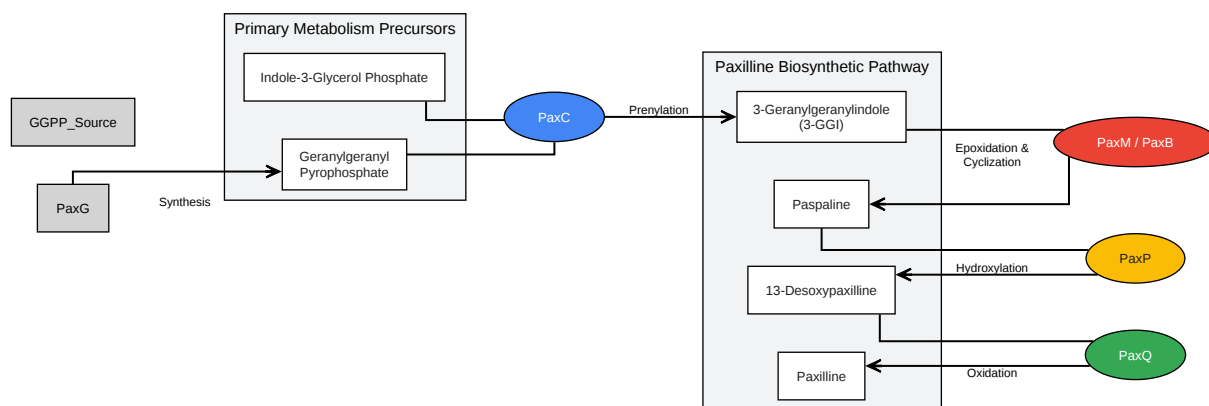 Primary Metabolism Precursors
Indole-3-Glycerol Phosphate
GGPP_Source
PaxC
Prenylation
Geranylgeranyl
Pyrophosphate
PaxG
Synthesis
Paxilline Biosynthetic Pathway
3-Geranylgeranylindole
(3-GGI)
PaxM / PaxB
Epoxidation &
Cyclization
Paspaline
PaxP
Hydroxylation
13-Desoxypaxilline
PaxQ
Oxidation
Paxilline